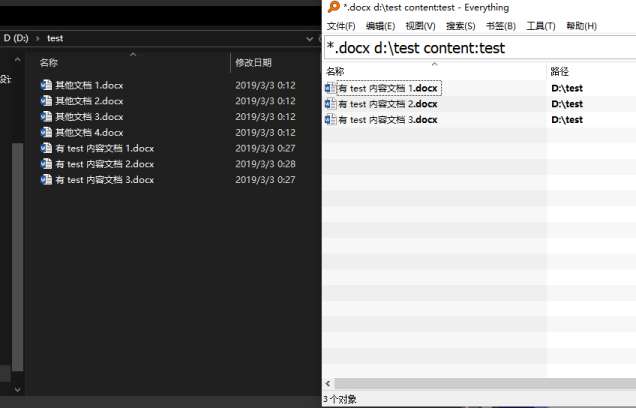 D (D:) > test
名称 修改日期
其他文档 1.docx 2019/3/3 0:12
其他文档 2.docx 2019/3/3 0:12
其他文档 3.docx 2019/3/3 0:12
其他文档 4.docx 2019/3/3 0:12
有 test 内容文档 1.docx 2019/3/3 0:27
有 test 内容文档 2.docx 2019/3/3 0:28
有 test 内容文档 3.docx 2019/3/3 0:27
*.docx d:\test content:test - Everything
文件(F) 编辑(E) 视图(V) 搜索(S) 书签(B) 工具(T) 帮助(H)
*.docx d:\test content:test
名称 路径
有 test 内容文档 1.docx D:\test
有 test 内容文档 2.docx D:\test
有 test 内容文档 3.docx D:\test
3 个对象